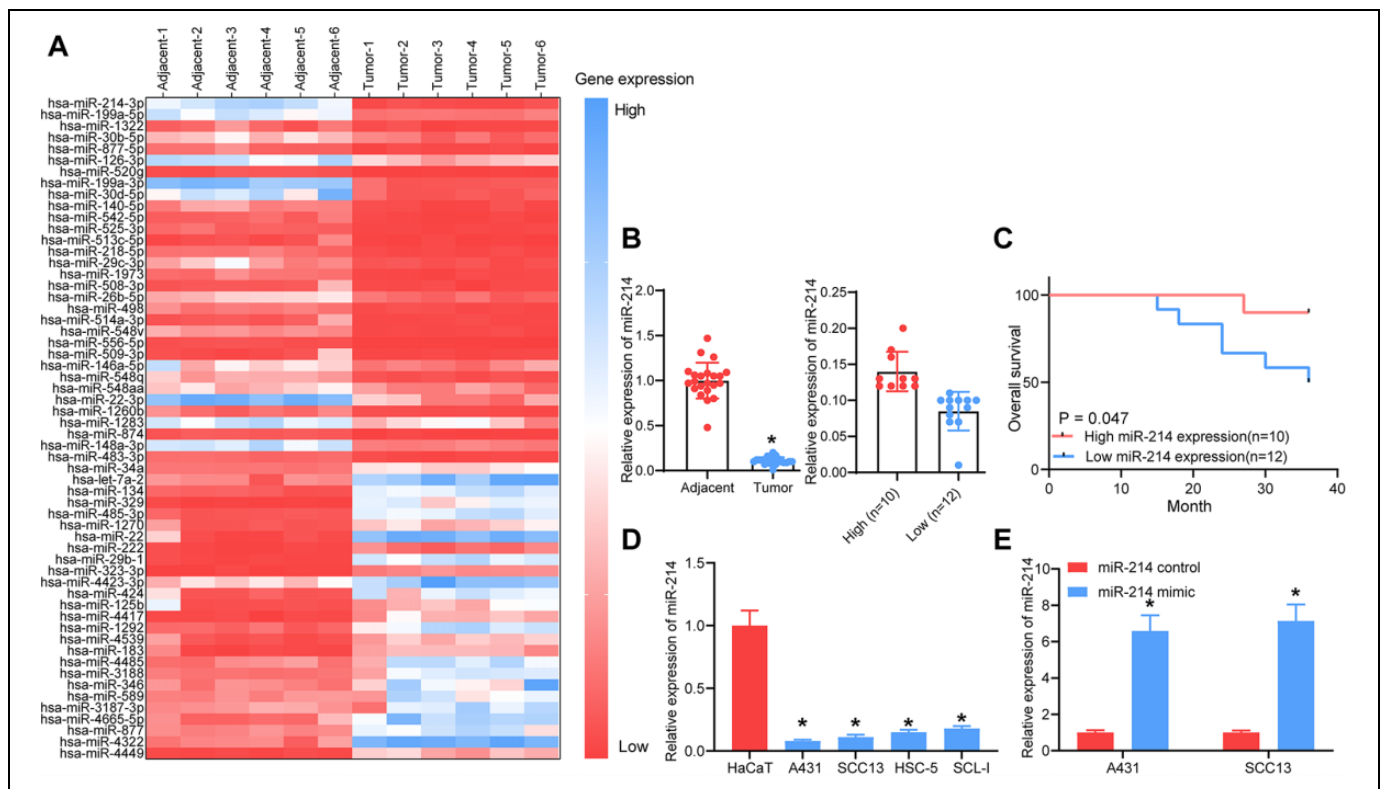 A
Adjacent-1
Adjacent-2
Adjacent-3
Adjacent-4
Adjacent-5
Adjacent-6
Tumor-1
Tumor-2
Tumor-3
Tumor-4
Tumor-5
Tumor-6
hsa-miR-214-3p
hsa-miR-199a-5p
hsa-miR-1322
hsa-miR-30b-5p
hsa-miR-877-5p
hsa-miR-126-3p
hsa-miR-520g
hsa-miR-199a-3p
hsa-miR-30d-5p
hsa-miR-140-5p
hsa-miR-542-5p
hsa-miR-525-3p
hsa-miR-513c-5p
hsa-miR-218-5p
hsa-miR-29c-3p
hsa-miR-1973
hsa-miR-508-3p
hsa-miR-26b-5p
hsa-miR-498
hsa-miR-514a-3p
hsa-miR-548v
hsa-miR-556-5p
hsa-miR-509-3p
hsa-miR-146a-5p
hsa-miR-548q
hsa-miR-548aa
hsa-miR-22-3p
hsa-miR-1260b
hsa-miR-1283
hsa-miR-874
hsa-miR-148a-3p
hsa-miR-483-3p
hsa-miR-34a
hsa-let-7a-2
hsa-miR-134
hsa-miR-329
hsa-miR-485-3p
hsa-miR-1270
hsa-miR-22
hsa-miR-222
hsa-miR-29b-1
hsa-miR-323-3p
hsa-miR-4423-3p
hsa-miR-424
hsa-miR-125b
hsa-miR-4417
hsa-miR-1292
hsa-miR-4539
hsa-miR-183
hsa-miR-4485
hsa-miR-3188
hsa-miR-346
hsa-miR-589
hsa-miR-3187-3p
hsa-miR-4665-5p
hsa-miR-877
hsa-miR-4322
hsa-miR-4449
Gene expression
High
Low
B
Relative expression of miR-214
2.0
1.5
1.0
0.5
0.0
*
Adjacent
Tumor
Relative expression of miR-214
0.25
0.20
0.15
0.10
0.05
0.00
High (n=10)
Low (n=12)
C
Overall survival
100
50
0
P = 0.047
High miR-214 expression(n=10)
Low miR-214 expression(n=12)
0 10 20 30 40
Month
D
Relative expression of miR-214
1.5
1.0
0.5
0.0
* * * *
HaCaT A431 SCC13 HSC-5 SCL-I
E
Relative expression of miR-214
10
8
6
4
2
0
miR-214 control
miR-214 mimic
* *
A431 SCC13